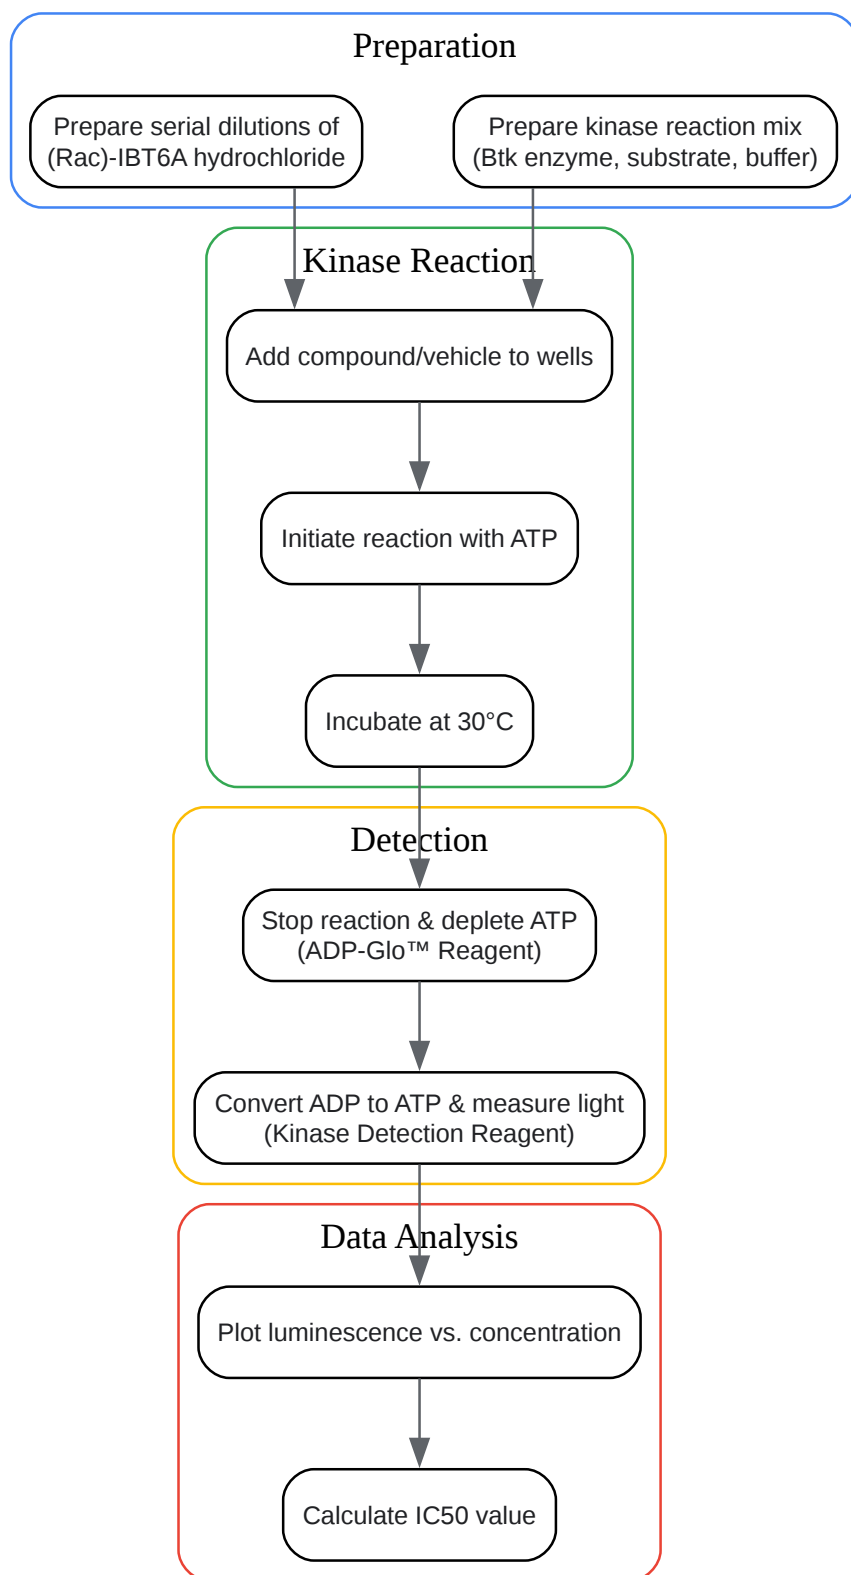 Preparation
Prepare serial dilutions of
(Rac)-IBT6A hydrochloride
Prepare kinase reaction mix
(Btk enzyme, substrate, buffer)
Kinase Reaction
Add compound/vehicle to wells
Initiate reaction with ATP
Incubate at 30°C
Detection
Stop reaction & deplete ATP
(ADP-Glo™ Reagent)
Convert ADP to ATP & measure light
(Kinase Detection Reagent)
Data Analysis
Plot luminescence vs. concentration
Calculate IC50 value